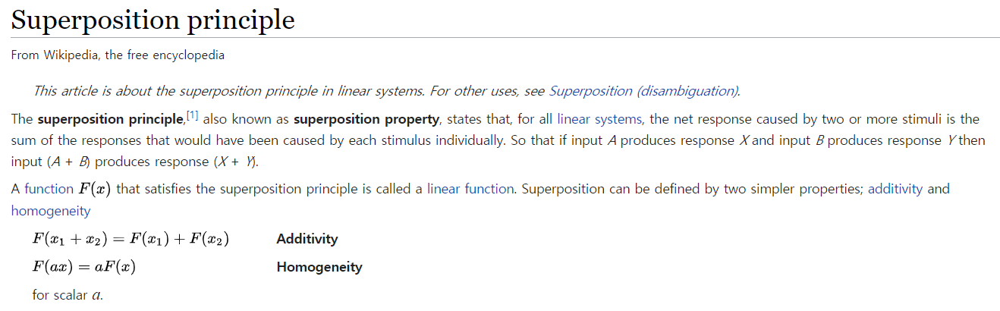 Superposition principle
From Wikipedia, the free encyclopedia
This article is about the superposition principle in linear systems. For other uses, see Superposition (disambiguation).
The superposition principle,[1] also known as superposition property, states that, for all linear systems, the net response caused by two or more stimuli is the
sum of the responses that would have been caused by each stimulus individually. So that if input A produces response X and input B produces response Y then
input (A + B) produces response (X + Y).
A function F(x) that satisfies the superposition principle is called a linear function. Superposition can be defined by two simpler properties; additivity and
homogeneity
F(x₁ + x₂) = F(x₁) + F(x₂) Additivity
F(ax) = aF(x) Homogeneity
for scalar a.